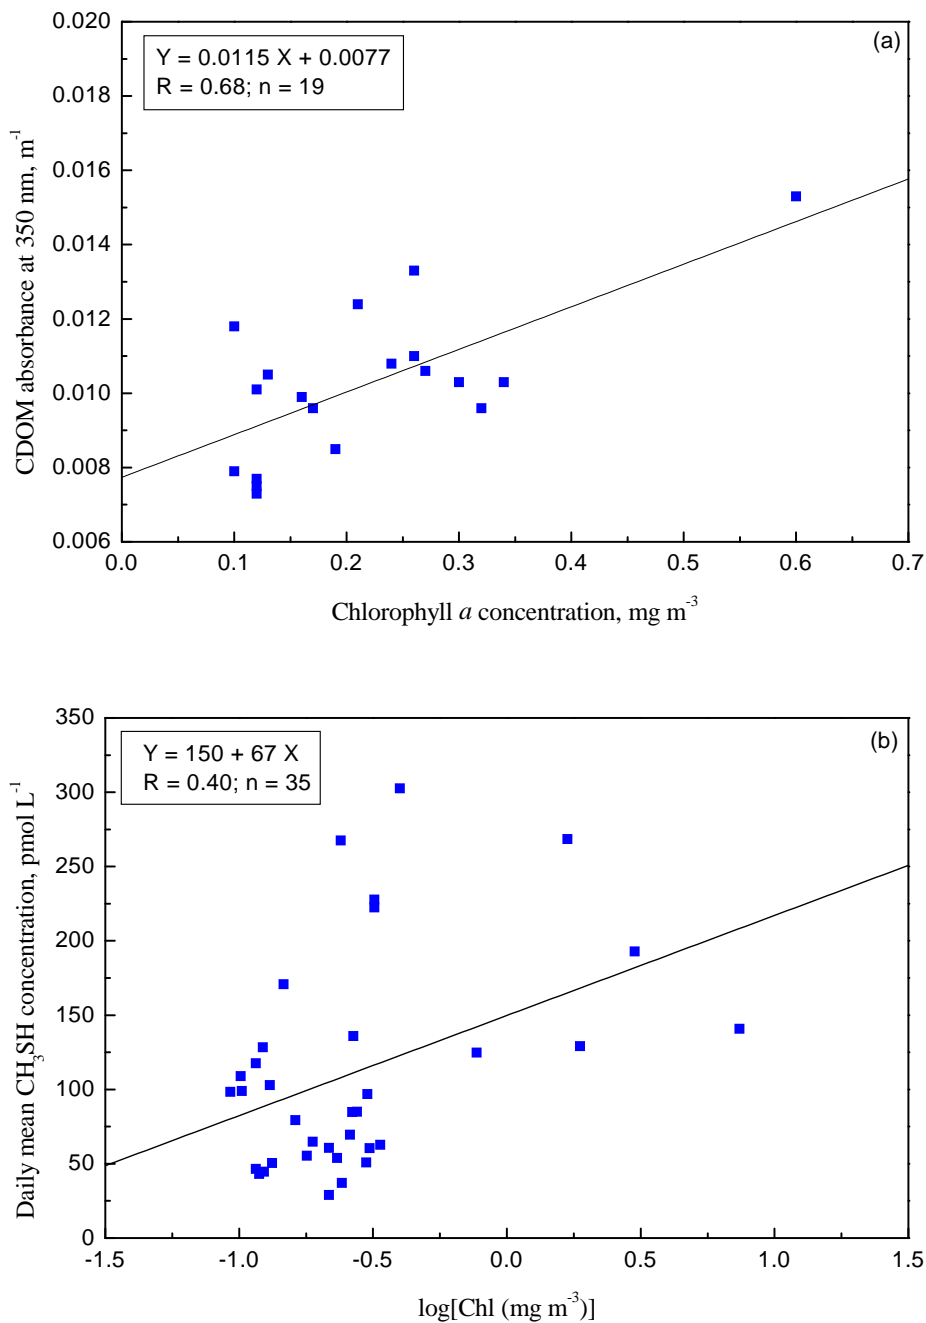 (a)
Y = 0.0115 X + 0.0077
R = 0.68; n = 19
CDOM absorbance at 350 nm, m⁻¹
0.020
0.018
0.016
0.014
0.012
0.010
0.008
0.006
0.0 0.1 0.2 0.3 0.4 0.5 0.6 0.7
Chlorophyll a concentration, mg m⁻³
(b)
Y = 150 + 67 X
R = 0.40; n = 35
Daily mean CH₃SH concentration, pmol L⁻¹
350
300
250
200
150
100
50
0
-1.5 -1.0 -0.5 0.0 0.5 1.0 1.5
log[Chl (mg m⁻³)]